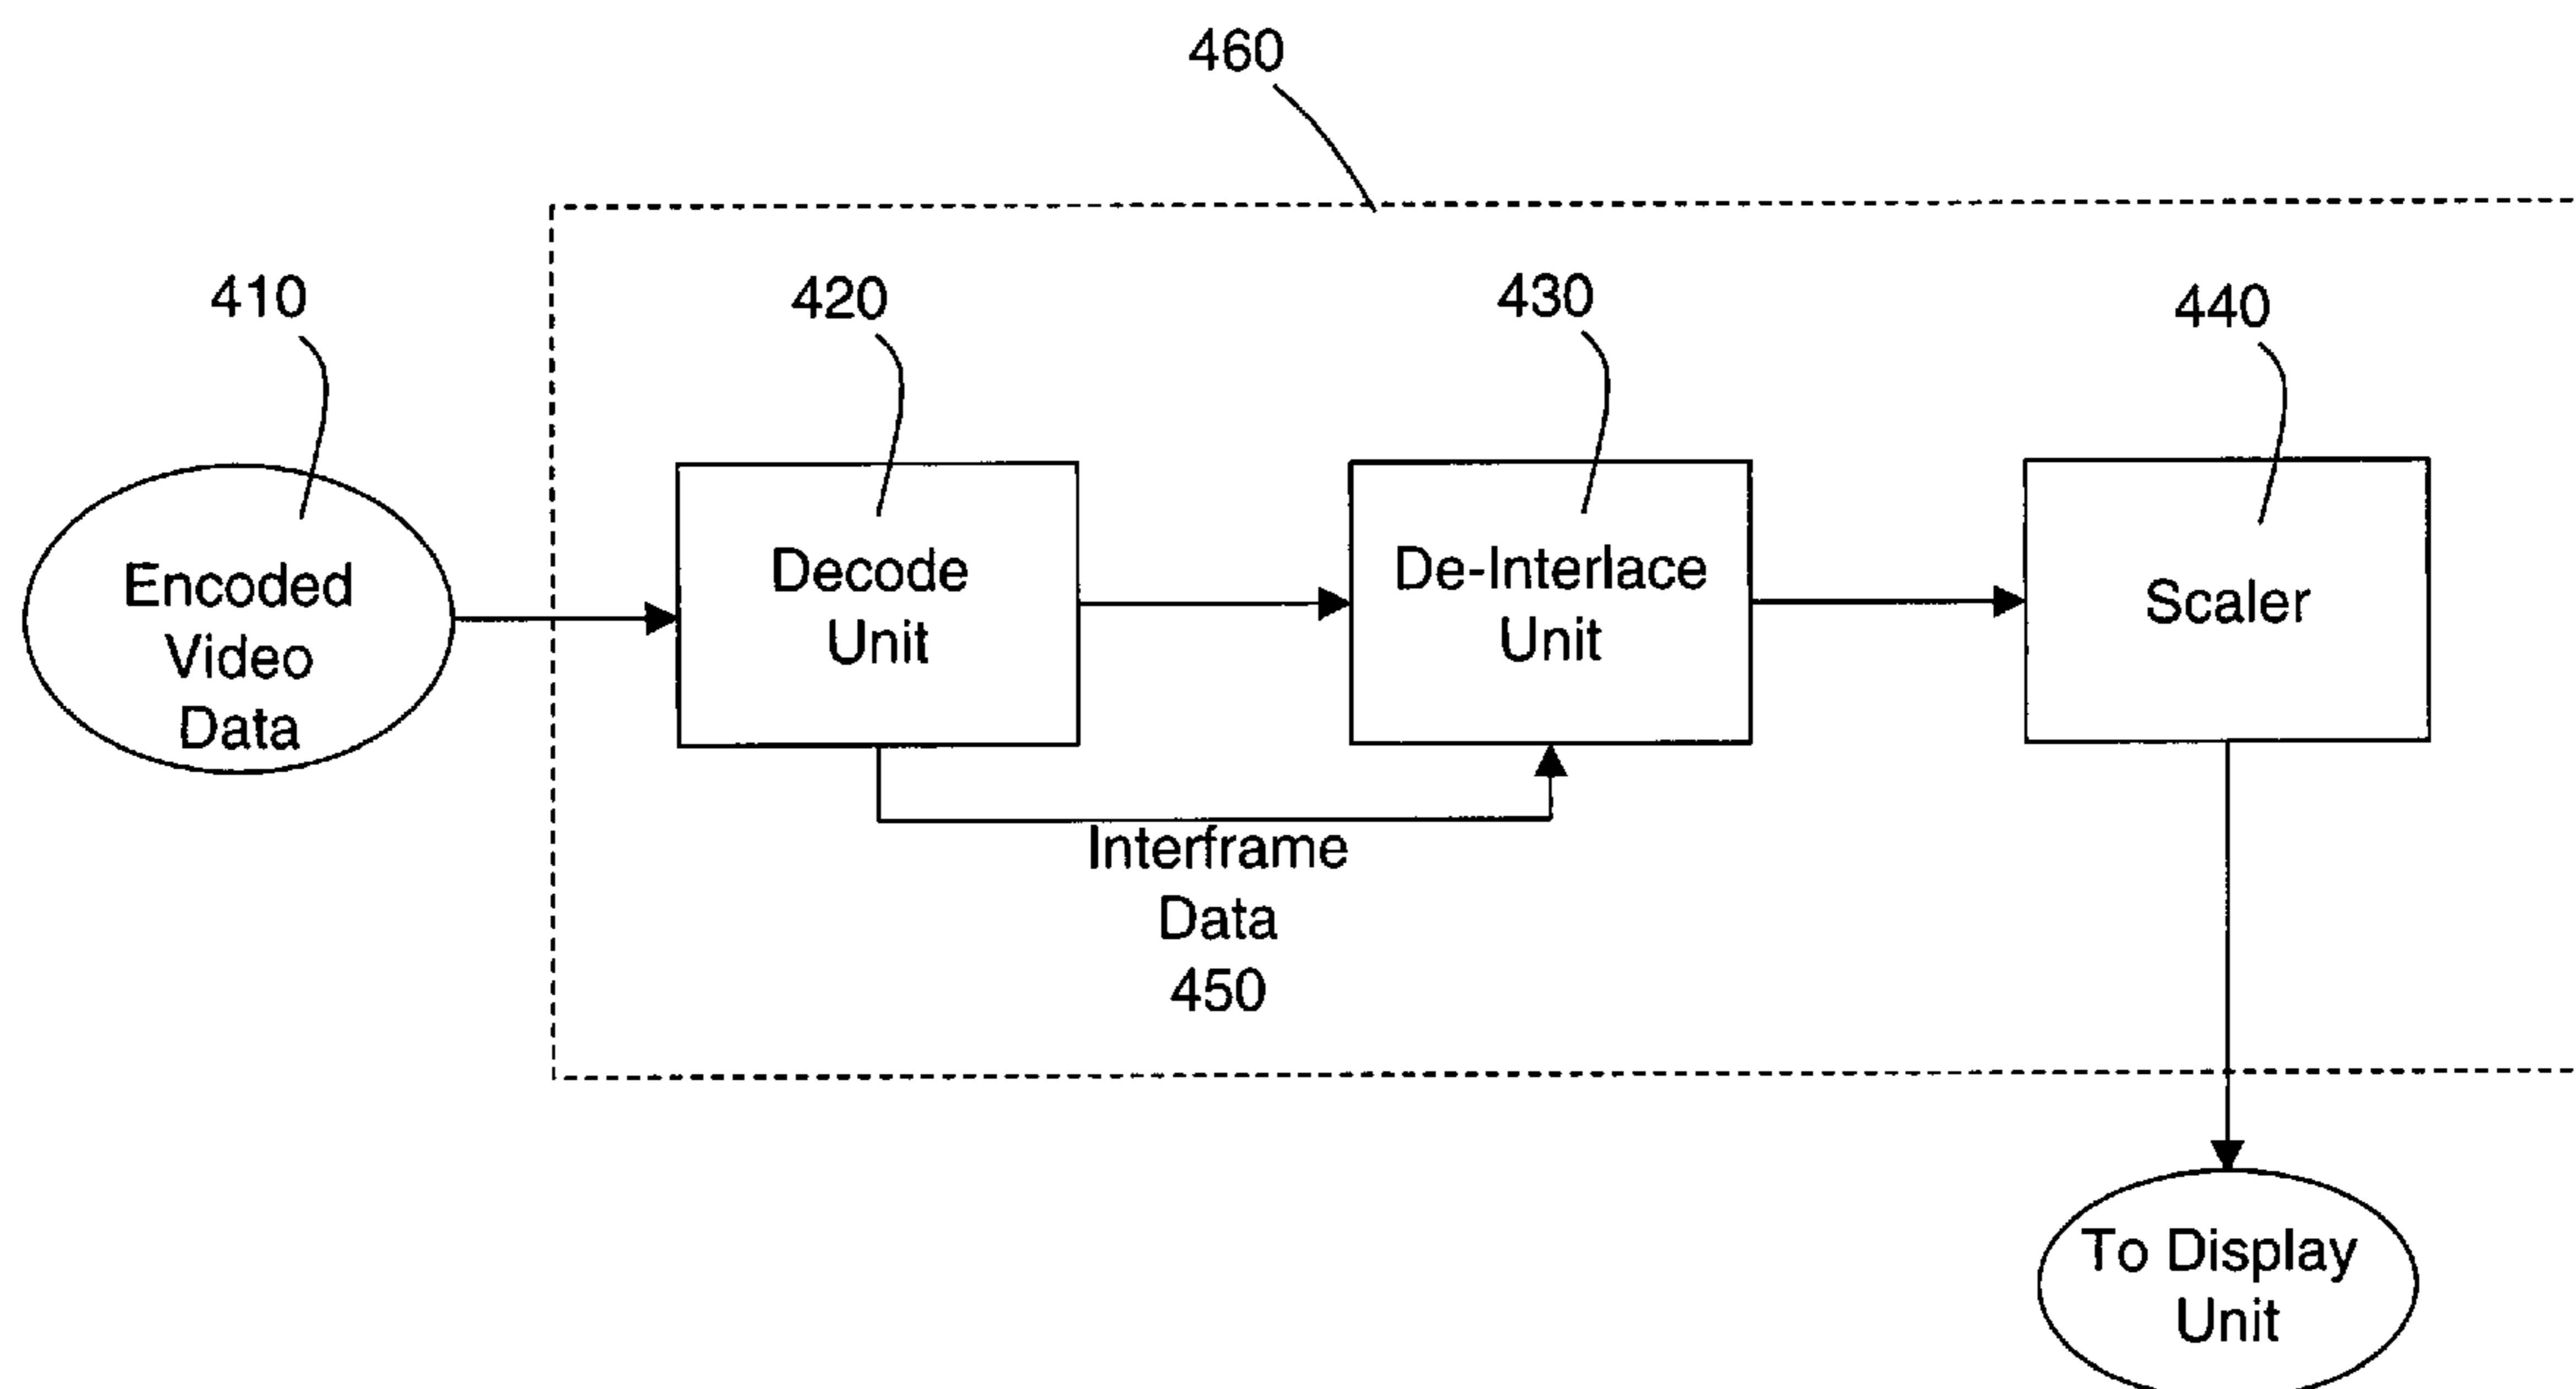 460
410
420
430
440
Encoded
Video
Data
Decode
Unit
De-Interlace
Unit
Scaler
Interframe
Data
450
To Display
Unit